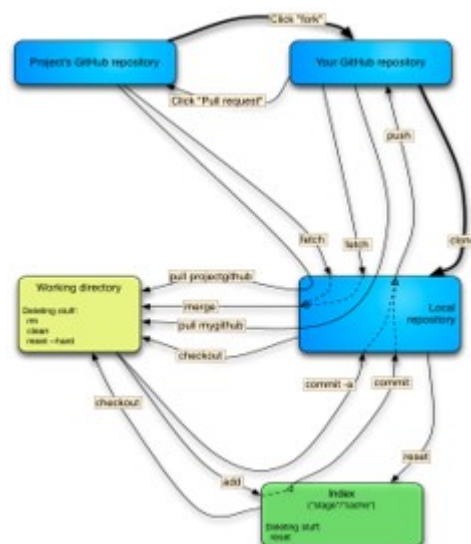 Click "fork"
Project's GitHub repository
Your GitHub repository
Click "Pull request"
push
clone
fetch
fetch
pull projectgithub
Working directory
merge
Local
repository
Deleting stuff:
rm
clean
reset --hard
pull mygithub
checkout
commit -a
commit
checkout
reset
add
Index
("stage"/"cache")
Deleting stuff:
reset